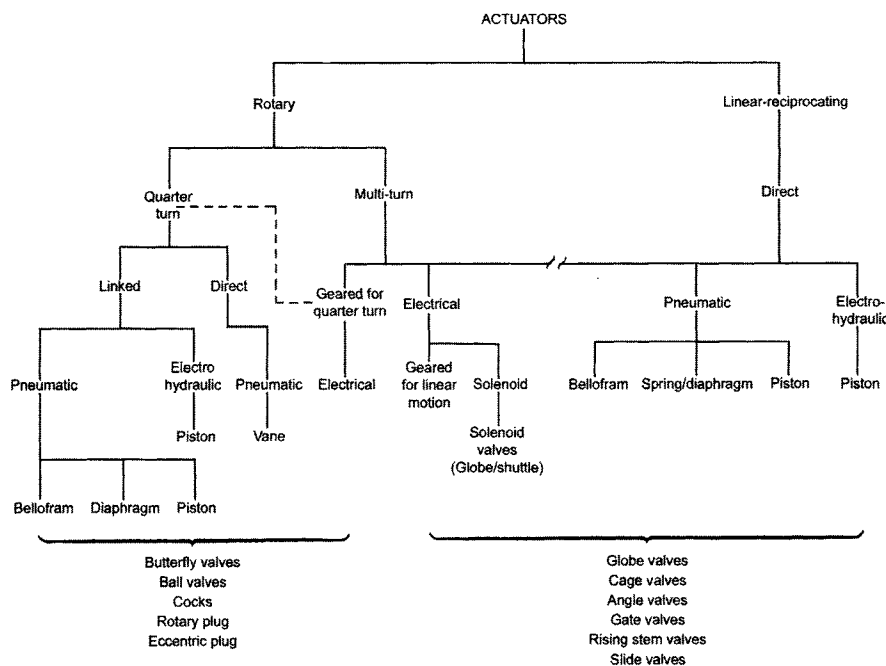 ACTUATORS
Rotary
Linear-reciprocating
Quarter
turn
Multi-turn
Direct
Linked
Direct
Geared for
quarter turn
Electrical
Pneumatic
Electro-
hydraulic
Pneumatic
Electro
hydraulic
Pneumatic
Electrical
Geared
for linear
motion
Solenoid
Bellofram
Spring/diaphragm
Piston
Piston
Piston
Vane
Solenoid
valves
(Globe/shuttle)
Bellofram
Diaphragm
Piston
Butterfly valves
Ball valves
Cocks
Rotary plug
Eccentric plug
Globe valves
Cage valves
Angle valves
Gate valves
Rising stem valves
Slide valves